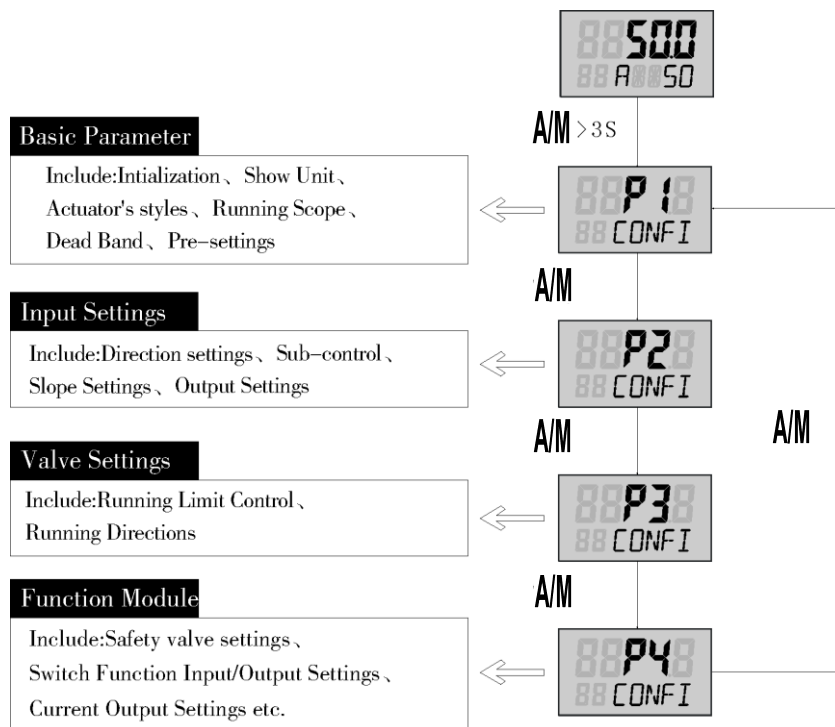 50.0
A 50
A/M >3S
Basic Parameter
Include:Intialization、Show Unit、
Actuator's styles、Running Scope、
Dead Band、Pre-settings
P1
CONFI
A/M
Input Settings
Include:Direction settings、Sub-control、
Slope Settings、Output Settings
P2
CONFI
A/M
A/M
Valve Settings
Include:Running Limit Control、
Running Directions
P3
CONFI
A/M
Function Module
Include:Safety valve settings、
Switch Function Input/Output Settings、
Current Output Settings etc.
P4
CONFI